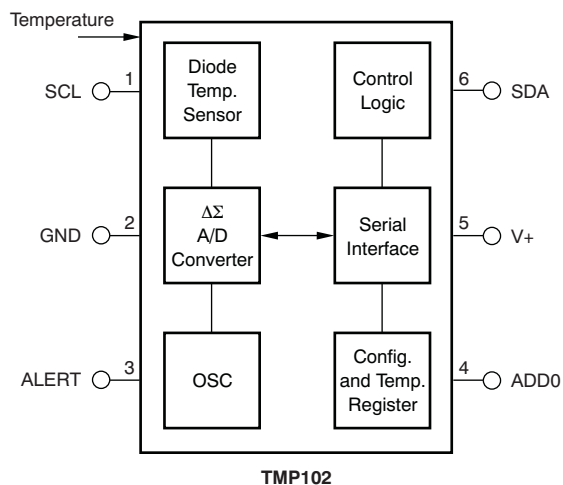 Temperature
1
SCL
Diode
Temp.
Sensor
Control
Logic
6
SDA
2
GND
ΔΣ
A/D
Converter
Serial
Interface
5
V+
3
ALERT
OSC
Config.
and Temp.
Register
4
ADD0
TMP102